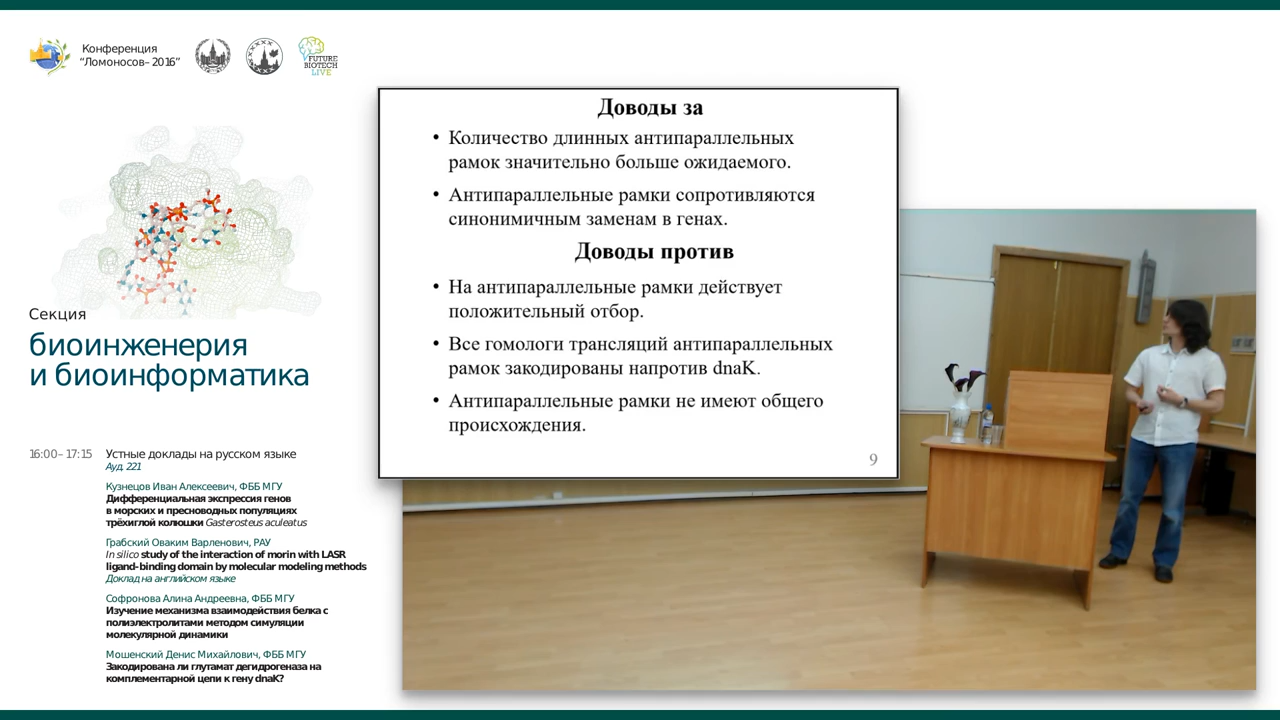 Конференция
“Ломоносов–2016”
FUTURE
BIOTECH
LIVE
Секция
биоинженерия
и биоинформатика
16:00–17:15 Устные доклады на русском языке
Ауд. 221
Кузнецов Иван Алексеевич, ФББ МГУ
Дифференциальная экспрессия генов
в морских и пресноводных популяциях
трёхиглой колюшки Gasterosteus aculeatus
Грабский Оваким Варленович, РАУ
In silico study of the interaction of morin with LASR
ligand-binding domain by molecular modeling methods
Доклад на английском языке
Софронова Алина Андреевна, ФББ МГУ
Изучение механизма взаимодействия белка с
полиэлектролитами методом симуляции
молекулярной динамики
Мошенский Денис Михайлович, ФББ МГУ
Закодирована ли глутамат дегидрогеназа на
комплементарной цепи к гену dnaK?
Доводы за
• Количество длинных антипараллельных
рамок значительно больше ожидаемого.
• Антипараллельные рамки сопротивляются
синонимичным заменам в генах.
Доводы против
• На антипараллельные рамки действует
положительный отбор.
• Все гомологи трансляций антипараллельных
рамок закодированы напротив dnaK.
• Антипараллельные рамки не имеют общего
происхождения.
9